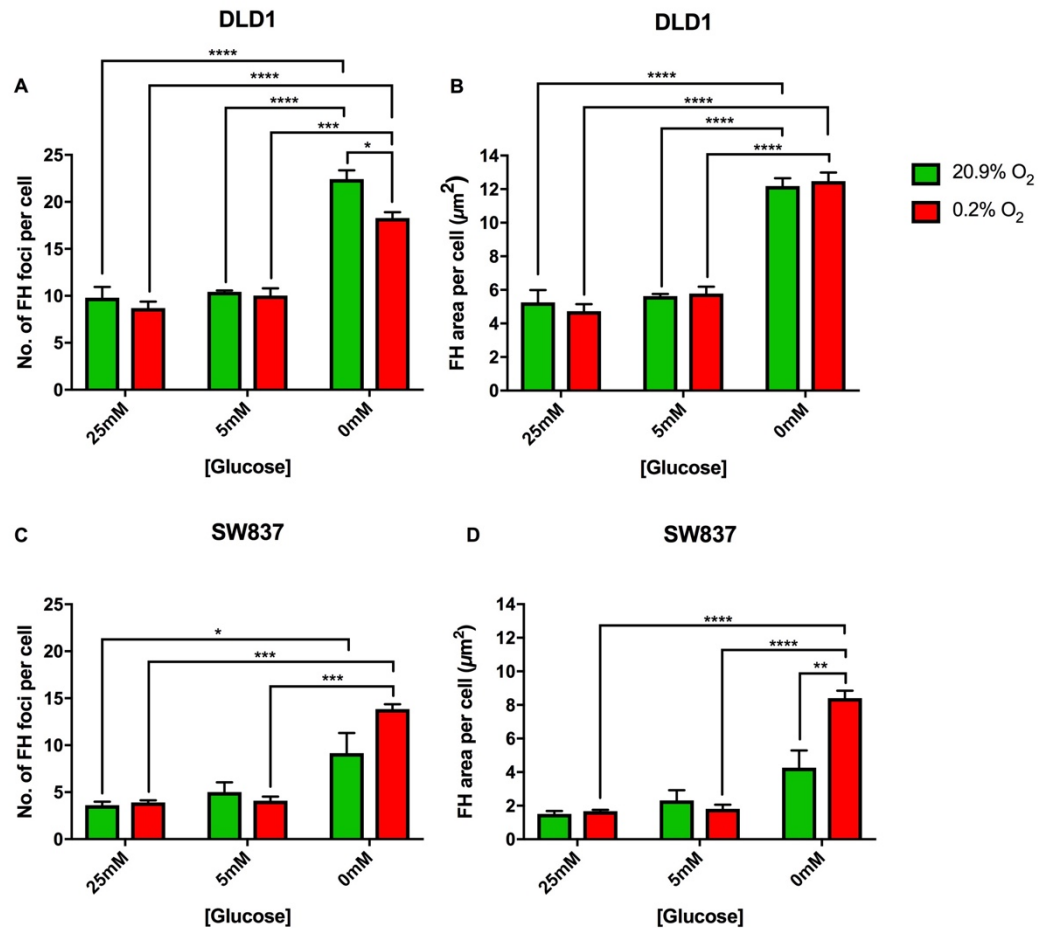 DLD1
A
****
****
****
***
*
No. of FH foci per cell
25
20
15
10
5
0
25mM
5mM
0mM
[Glucose]
DLD1
B
****
****
****
****
FH area per cell (µm²)
14
12
10
8
6
4
2
0
25mM
5mM
0mM
[Glucose]
20.9% O₂
0.2% O₂
C
SW837
*
***
***
No. of FH foci per cell
25
20
15
10
5
0
25mM
5mM
0mM
[Glucose]
D
SW837
****
****
**
FH area per cell (µm²)
14
12
10
8
6
4
2
0
25mM
5mM
0mM
[Glucose]